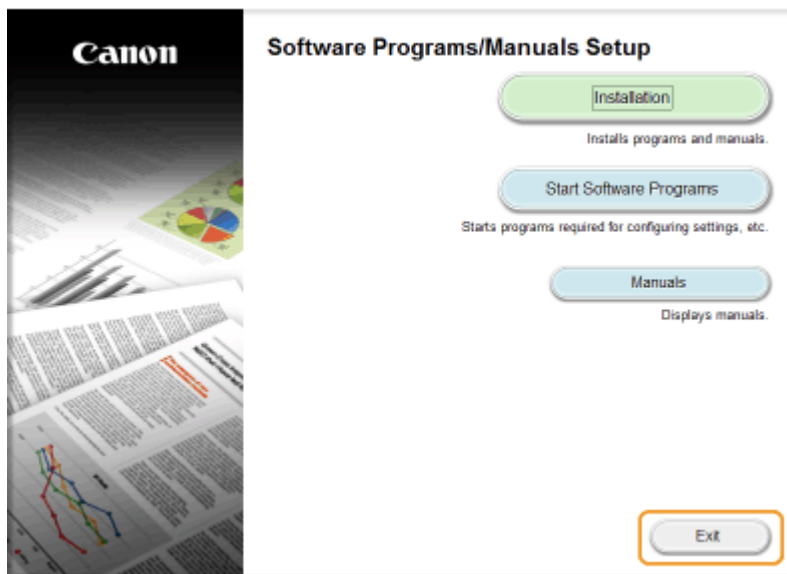 Canon
Software Programs/Manuals Setup
Installation
Installs programs and manuals.
Start Software Programs
Starts programs required for configuring settings, etc.
Manuals
Displays manuals.
Exit